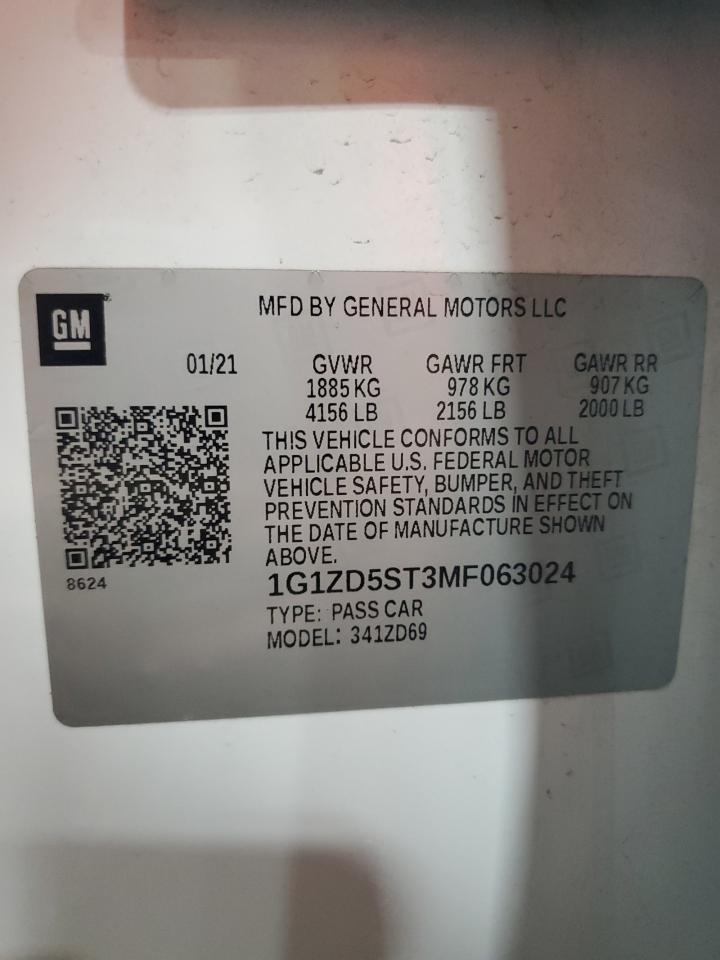 GM
MFD BY GENERAL MOTORS LLC
01/21 GVWR GAWR FRT GAWR RR
1885 KG 978 KG 907 KG
4156 LB 2156 LB 2000 LB
THIS VEHICLE CONFORMS TO ALL
APPLICABLE U.S. FEDERAL MOTOR
VEHICLE SAFETY, BUMPER, AND THEFT
PREVENTION STANDARDS IN EFFECT ON
THE DATE OF MANUFACTURE SHOWN
ABOVE.
8624
1G1ZD5ST3MF063024
TYPE: PASS CAR
MODEL: 341ZD69